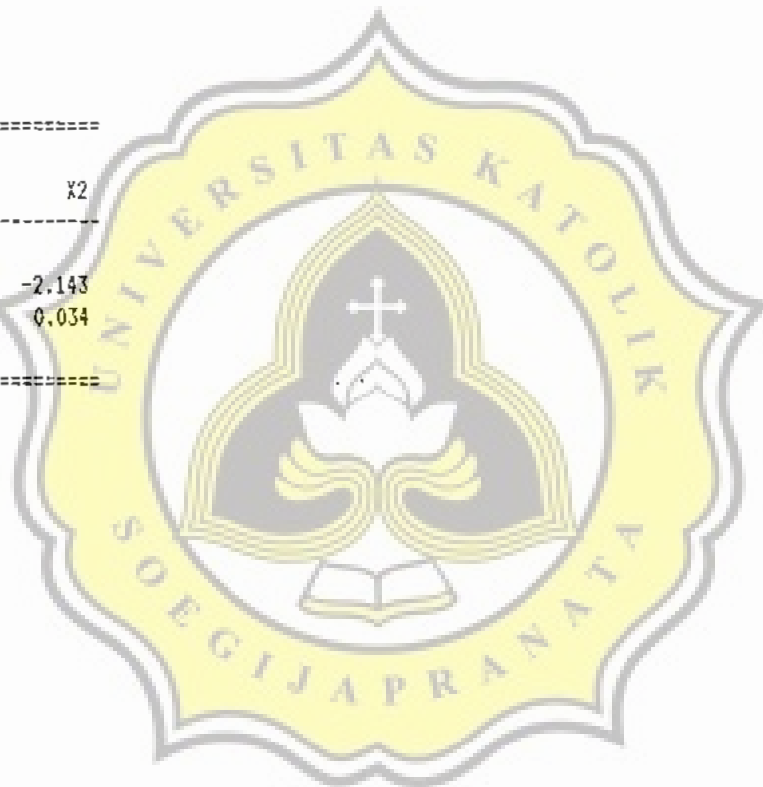 ==========
X2
----------
-2.143
0.034
==========
UNIVERSITAS KATOLIK
SOEGIJAPRANATA